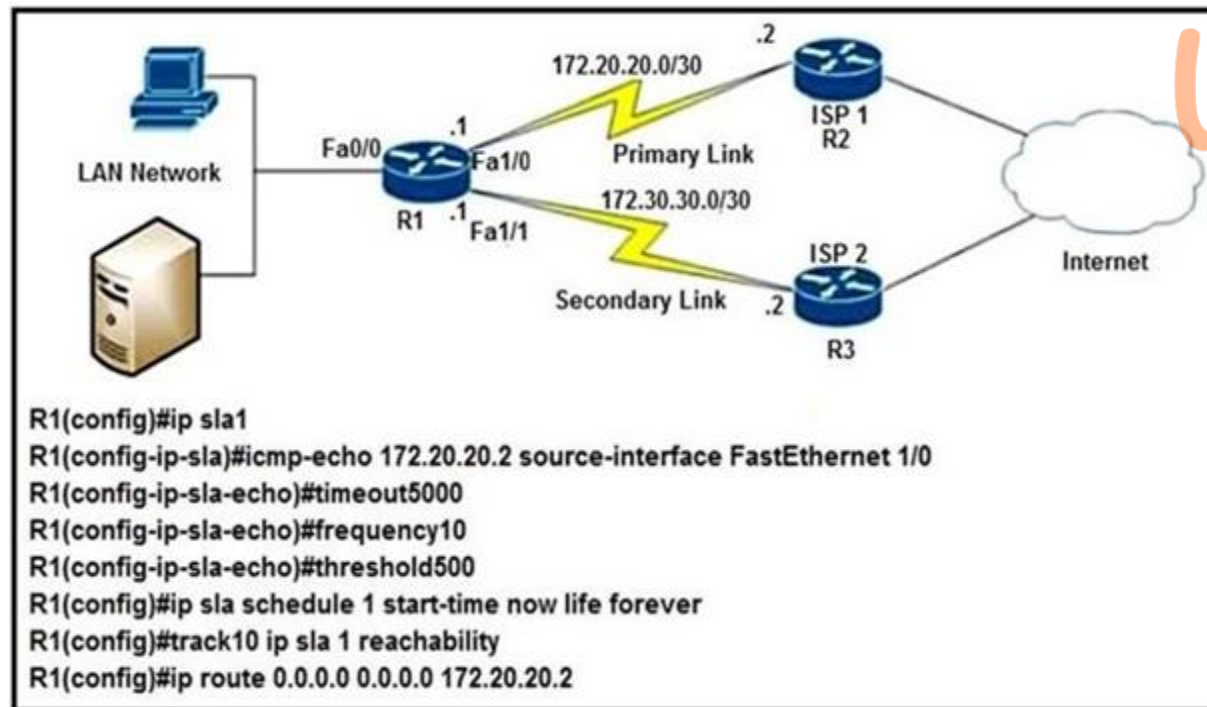 .2
172.20.20.0/30
ISP 1
R2
.1
Fa0/0
Fa1/0
Primary Link
LAN Network
172.30.30.0/30
R1
.1
Fa1/1
ISP 2
Internet
Secondary Link
.2
R3
R1(config)#ip sla1
R1(config-ip-sla)#icmp-echo 172.20.20.2 source-interface FastEthernet 1/0
R1(config-ip-sla-echo)#timeout5000
R1(config-ip-sla-echo)#frequency10
R1(config-ip-sla-echo)#threshold500
R1(config)#ip sla schedule 1 start-time now life forever
R1(config)#track10 ip sla 1 reachability
R1(config)#ip route 0.0.0.0 0.0.0.0 172.20.20.2